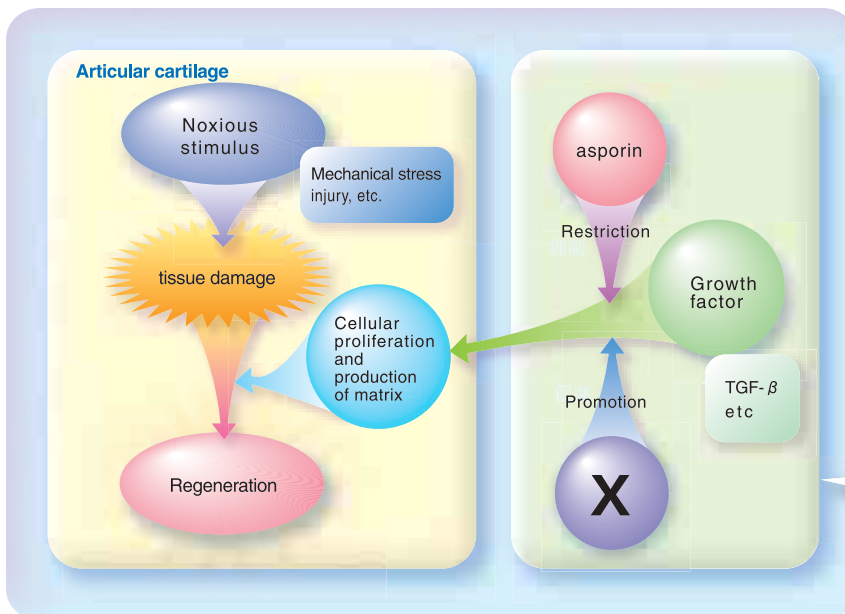 Articular cartilage
Noxious
stimulus
Mechanical stress
injury, etc.
tissue damage
Cellular
proliferation
and
production
of matrix
Regeneration
asporin
Restriction
Growth
factor
TGF-β
etc
Promotion
X